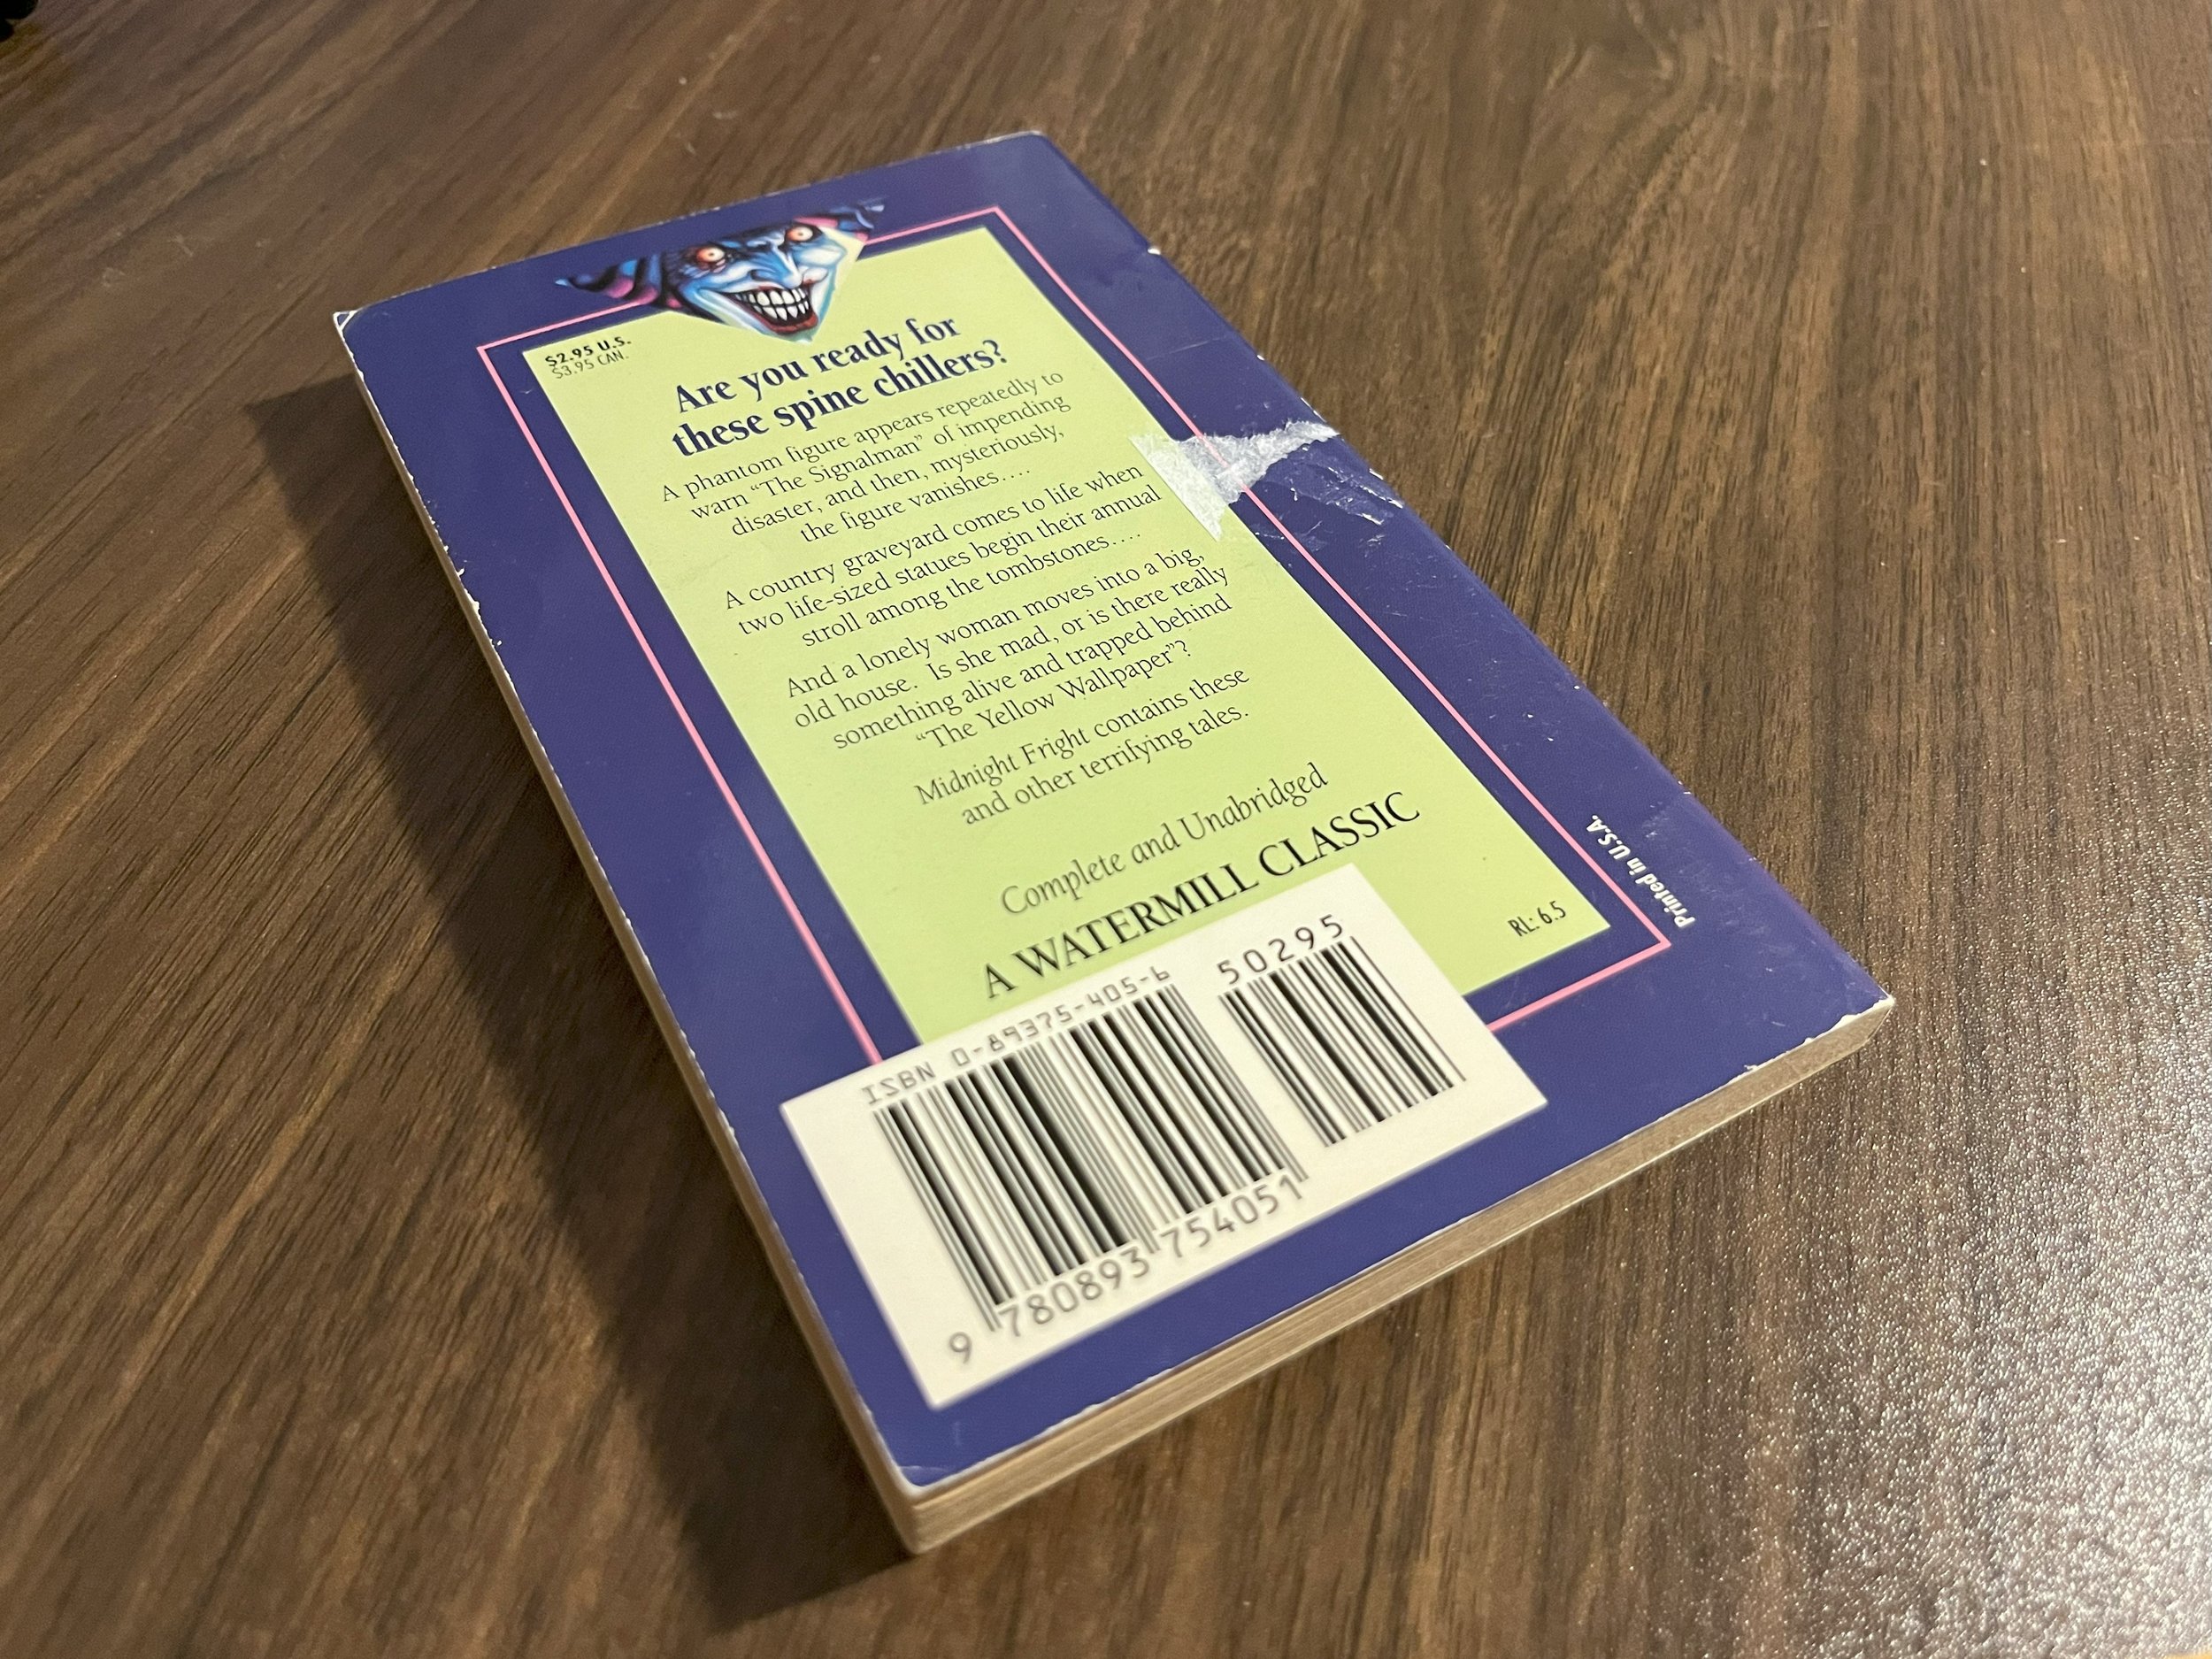 $2.95 U.S.
$3.95 CAN.
Are you ready for
these spine chillers?
A phantom figure appears repeatedly to
warn “The Signalman” of impending
disaster, and then, mysteriously,
the figure vanishes....
A country graveyard comes to life when
two life-sized statues begin their annual
stroll among the tombstones....
And a lonely woman moves into a big,
old house. Is she mad, or is there really
something alive and trapped behind
“The Yellow Wallpaper”?
Midnight Fright contains these
and other terrifying tales.
Complete and Unabridged
A WATERMILL CLASSIC
RL: 6.5
Printed in U.S.A.
ISBN 0-89375-405-6
50295
9 780893 754051